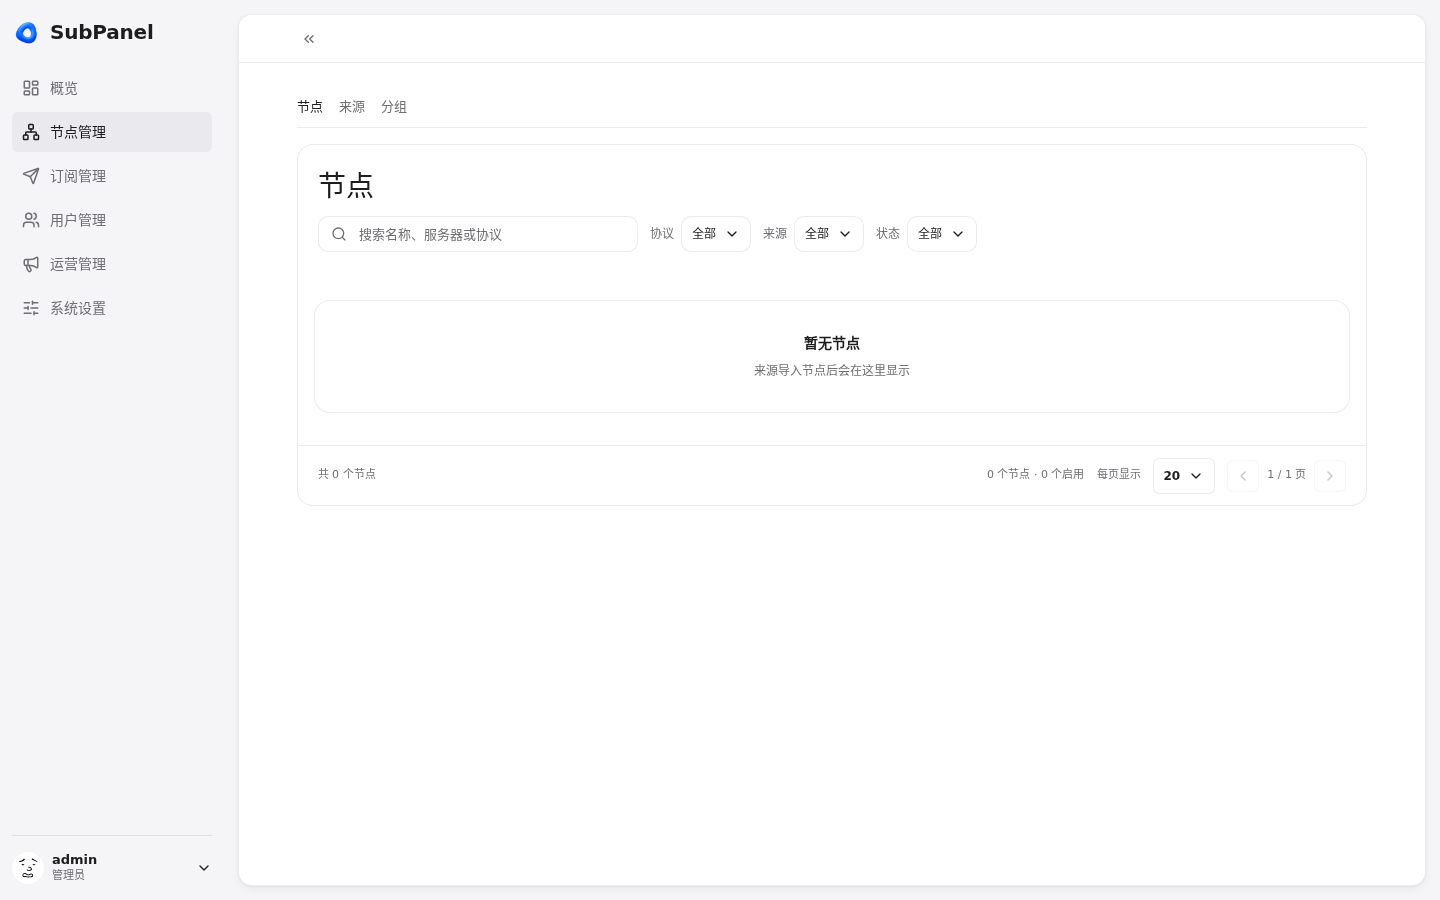 SubPanel
概览
节点管理
订阅管理
用户管理
运营管理
系统设置
admin
管理员
节点 来源 分组
节点
搜索名称、服务器或协议 协议 全部 来源 全部 状态 全部
暂无节点
来源导入节点后会在这里显示
共 0 个节点 0 个节点 · 0 个启用 每页显示 20 1 / 1 页